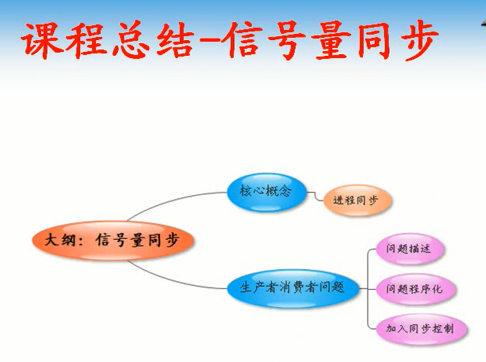 课程总结-信号量同步
核心概念
进程同步
大纲：信号量同步
问题描述
生产者消费者问题
问题程序化
加入同步控制